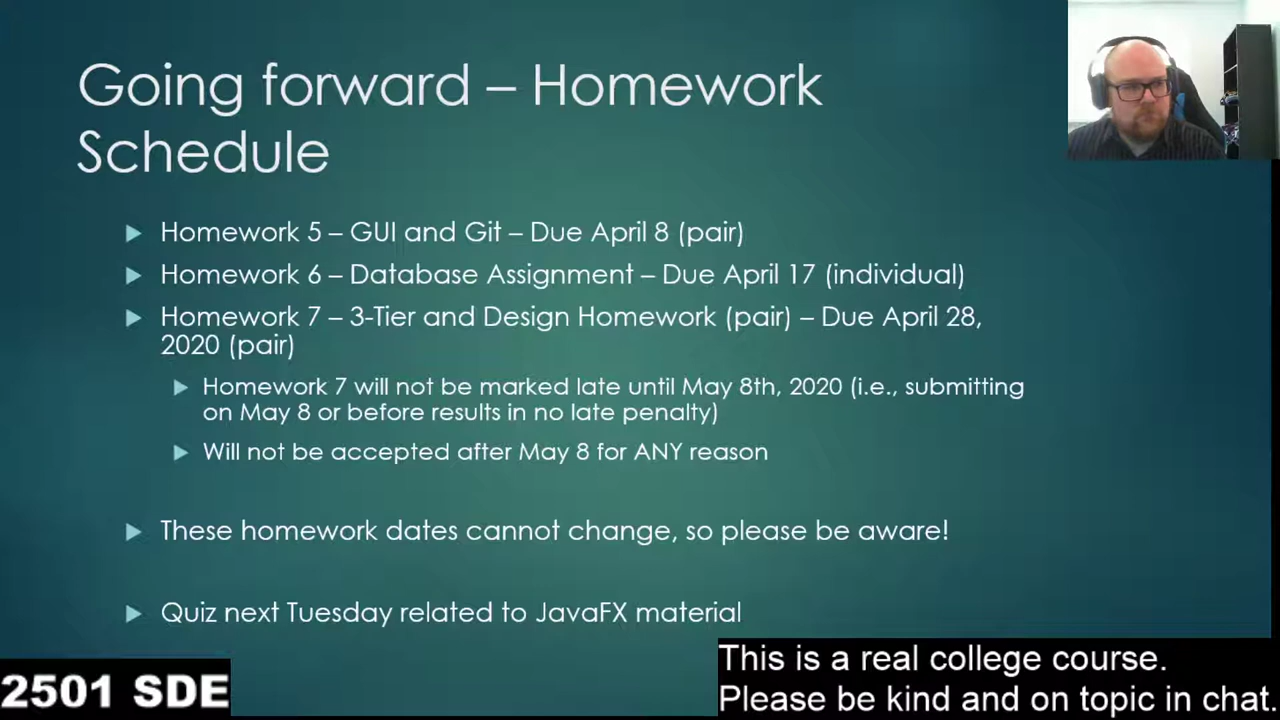 Going forward – Homework
Schedule
Homework 5 – GUI and Git – Due April 8 (pair)
Homework 6 – Database Assignment – Due April 17 (individual)
Homework 7 – 3-Tier and Design Homework (pair) – Due April 28,
2020 (pair)
Homework 7 will not be marked late until May 8th, 2020 (i.e., submitting
on May 8 or before results in no late penalty)
Will not be accepted after May 8 for ANY reason
These homework dates cannot change, so please be aware!
Quiz next Tuesday related to JavaFX material
2501 SDE
This is a real college course.
Please be kind and on topic in chat.